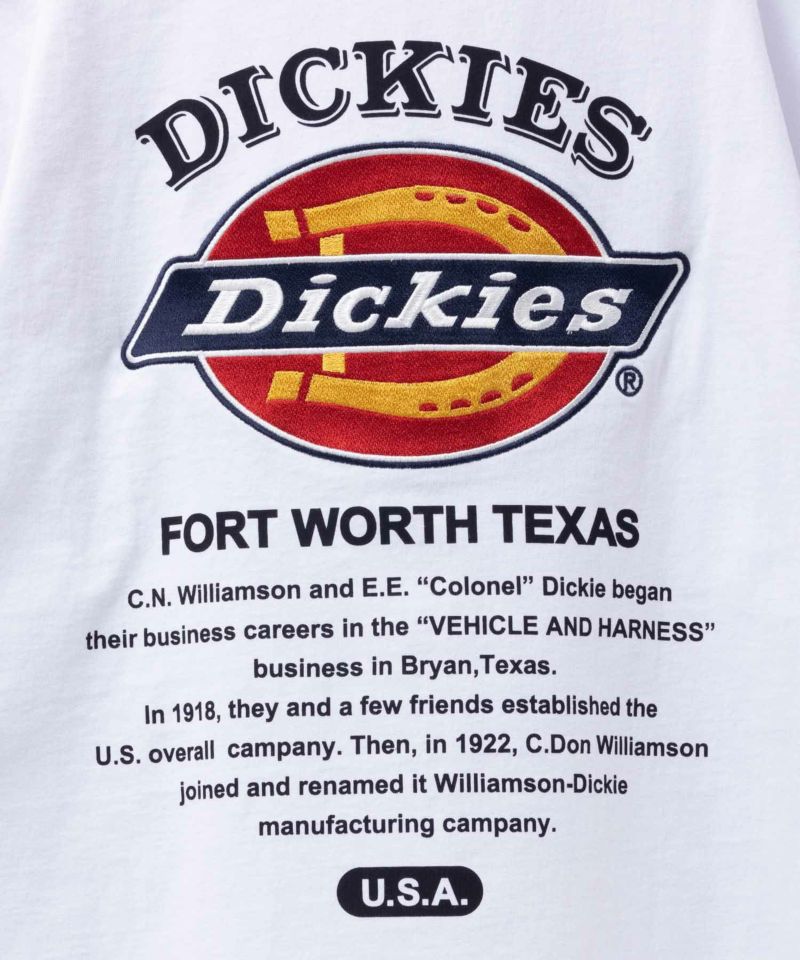 DICKIES
Dickies
®
FORT WORTH TEXAS
C.N. Williamson and E.E. “Colonel” Dickie began
their business careers in the “VEHICLE AND HARNESS”
business in Bryan,Texas.
In 1918, they and a few friends established the
U.S. overall campany. Then, in 1922, C.Don Williamson
joined and renamed it Williamson-Dickie
manufacturing campany.
U.S.A.